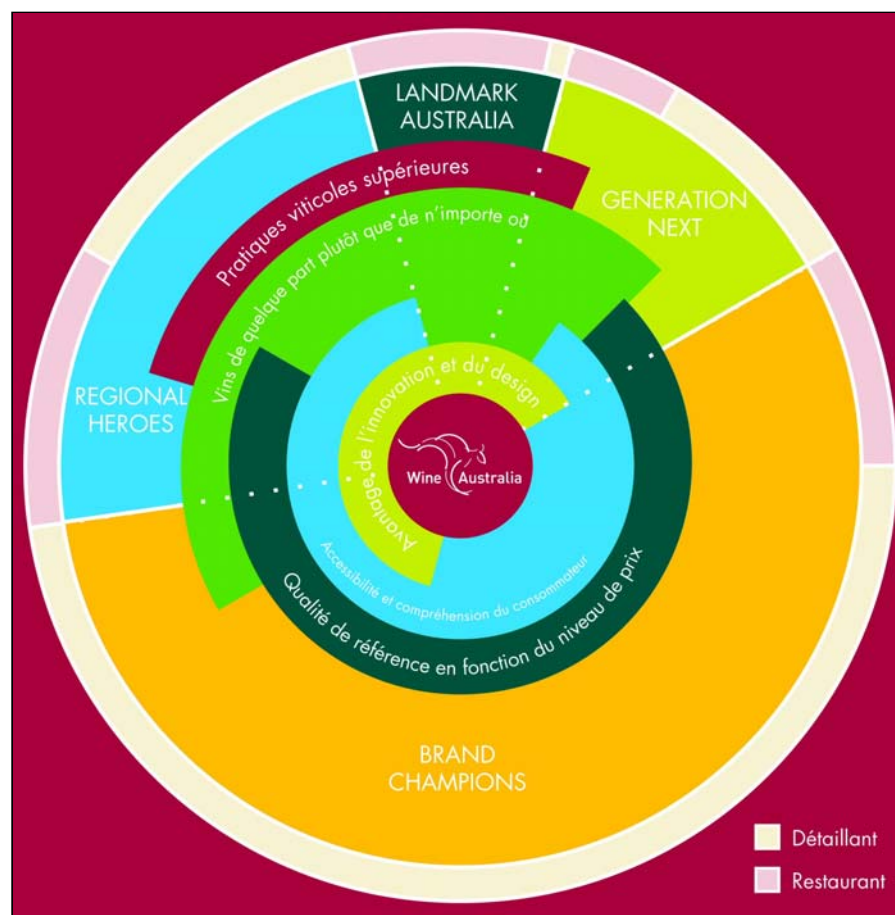 LANDMARK
AUSTRALIA
GENERATION
NEXT
Pratiques viticoles supérieures
Vins de quelque part plutôt que de n'importe où
REGIONAL
HEROES
Avantage de l'innovation et du design
Wine Australia
Accessibilité et compréhension du consommateur
Qualité de référence en fonction du niveau de prix
BRAND
CHAMPIONS
Détaillant
Restaurant